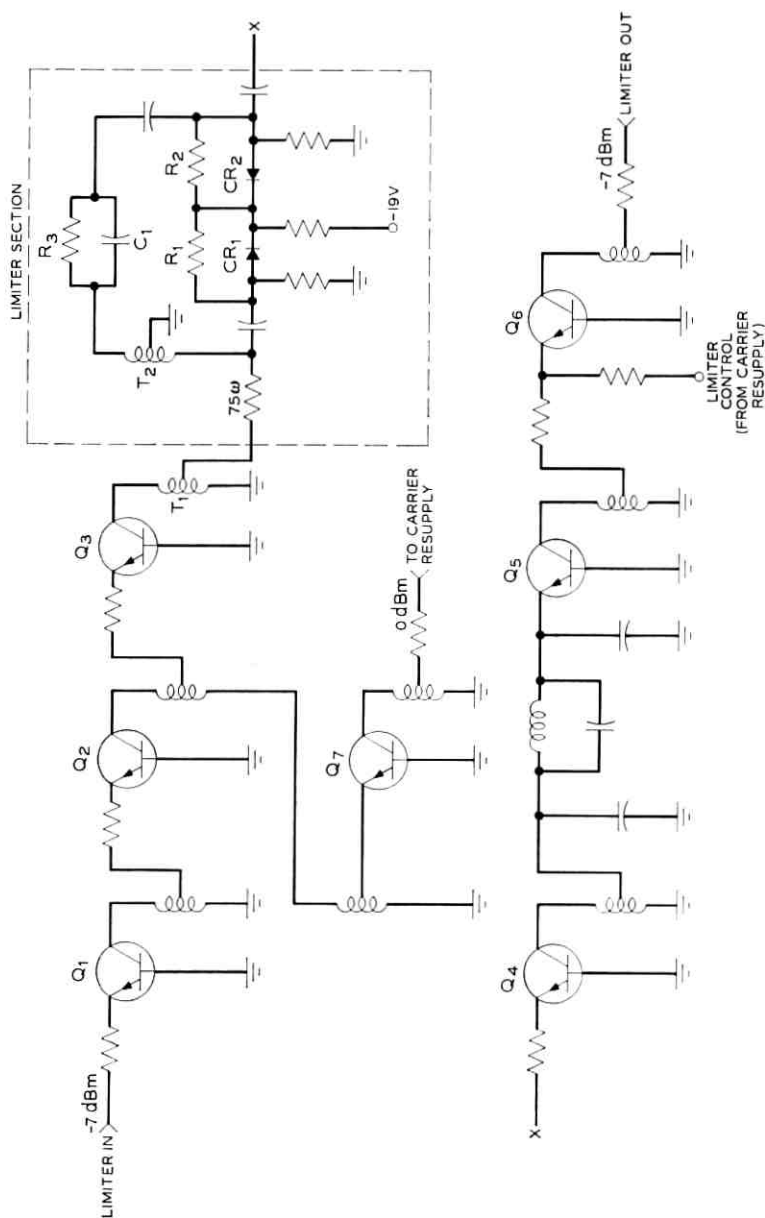 LIMITER SECTION
R3
C1
T2
R1
R2
CR1
CR2
75ω
-19V
X
Q1
Q2
Q3
T1
-7 dBm
LIMITER IN
Q7
0 dBm
TO CARRIER
RESUPPLY
X
Q4
Q5
Q6
-7 dBm
LIMITER OUT
LIMITER
CONTROL
(FROM CARRIER
RESUPPLY)